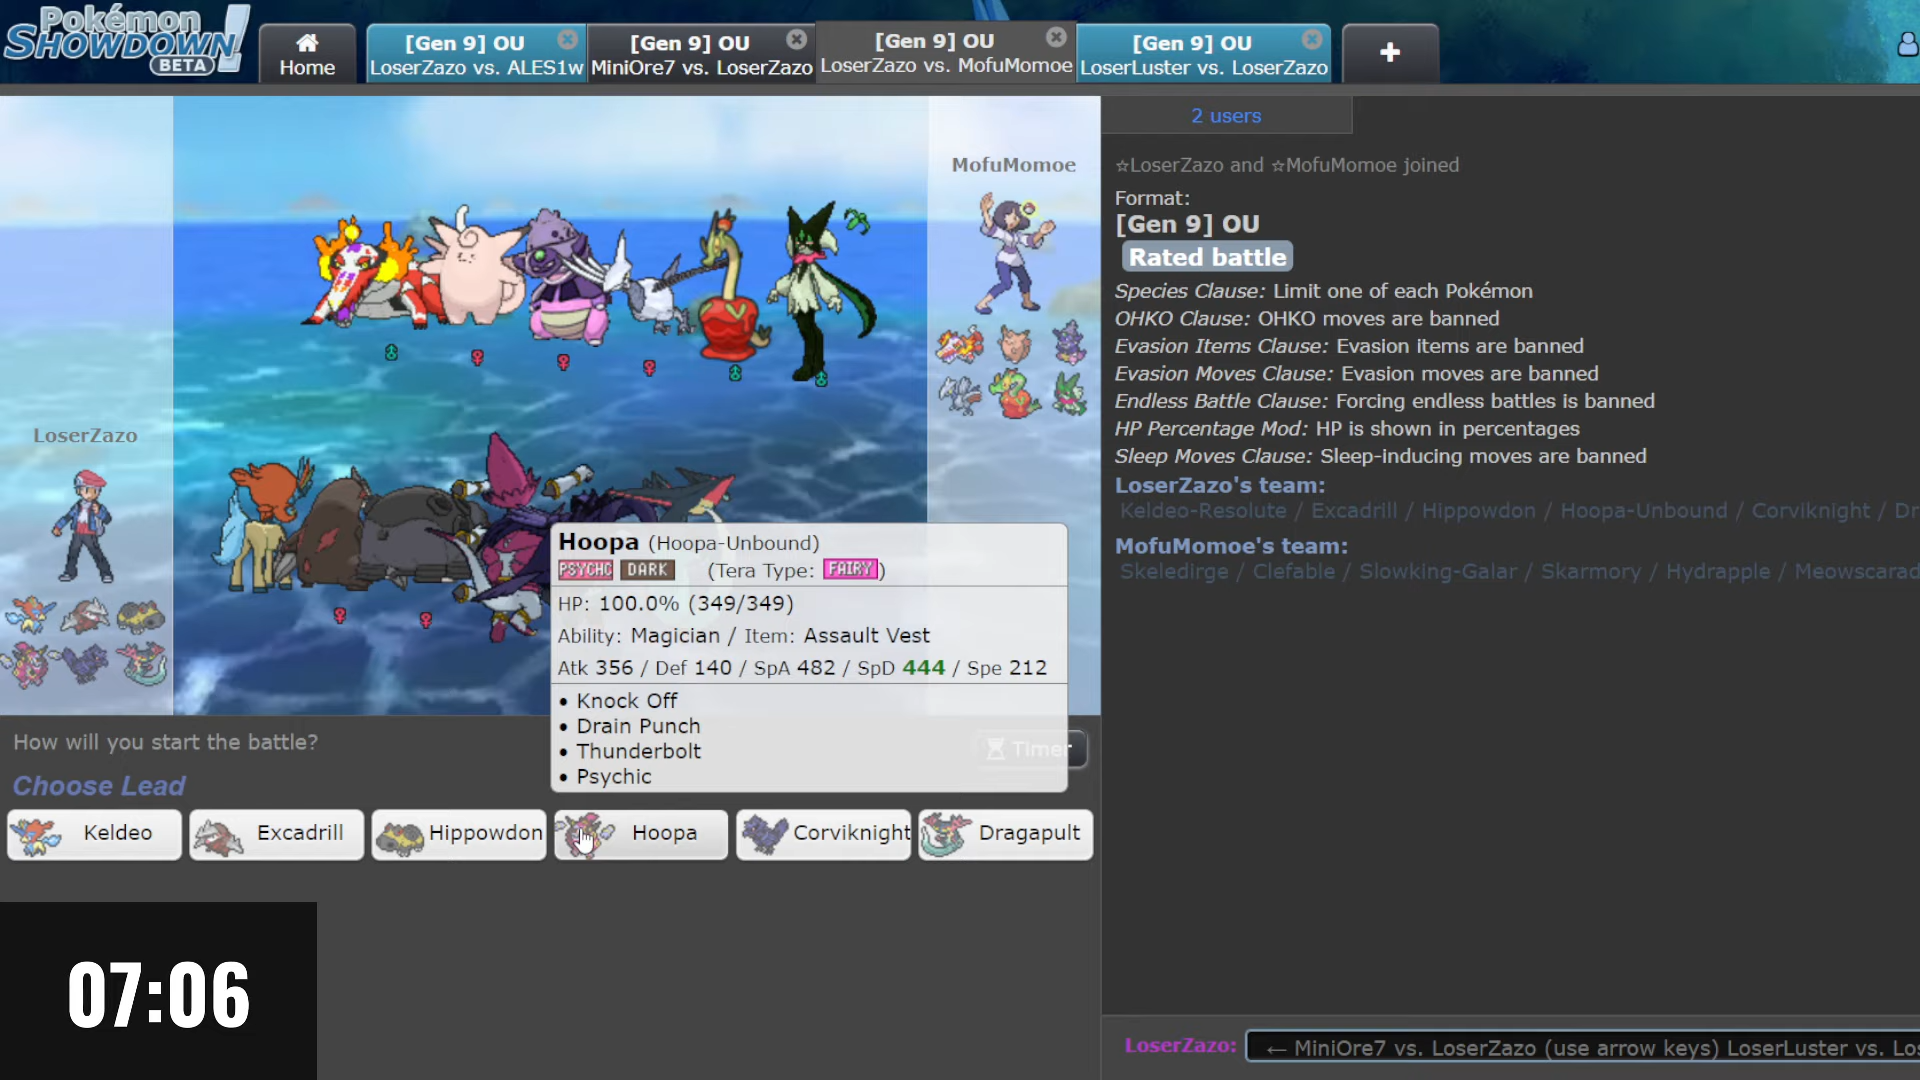 Pokémon
SHOWDOWN!
BETA
Home
[Gen 9] OU
LoserZazo vs. ALES1w
[Gen 9] OU
MiniOre7 vs. LoserZazo
[Gen 9] OU
LoserZazo vs. MofuMomoe
[Gen 9] OU
LoserLuster vs. LoserZazo
+
2 users
MofuMomoe
LoserZazo
☆LoserZazo and ☆MofuMomoe joined
Format:
[Gen 9] OU
Rated battle
Species Clause: Limit one of each Pokémon
OHKO Clause: OHKO moves are banned
Evasion Items Clause: Evasion items are banned
Evasion Moves Clause: Evasion moves are banned
Endless Battle Clause: Forcing endless battles is banned
HP Percentage Mod: HP is shown in percentages
Sleep Moves Clause: Sleep-inducing moves are banned
LoserZazo's team:
Keldeo-Resolute / Excadrill / Hippowdon / Hoopa-Unbound / Corviknight / Dr
MofuMomoe's team:
Skeledirge / Clefable / Slowking-Galar / Skarmory / Hydrapple / Meowscarad
Hoopa (Hoopa-Unbound)
PSYCHC DARK (Tera Type: FAIRY)
HP: 100.0% (349/349)
Ability: Magician / Item: Assault Vest
Atk 356 / Def 140 / SpA 482 / SpD 444 / Spe 212
• Knock Off
• Drain Punch
• Thunderbolt
• Psychic
How will you start the battle?
Timer
Choose Lead
Keldeo
Excadrill
Hippowdon
Hoopa
Corviknight
Dragapult
07:06
LoserZazo: ← MiniOre7 vs. LoserZazo (use arrow keys) LoserLuster vs. Los